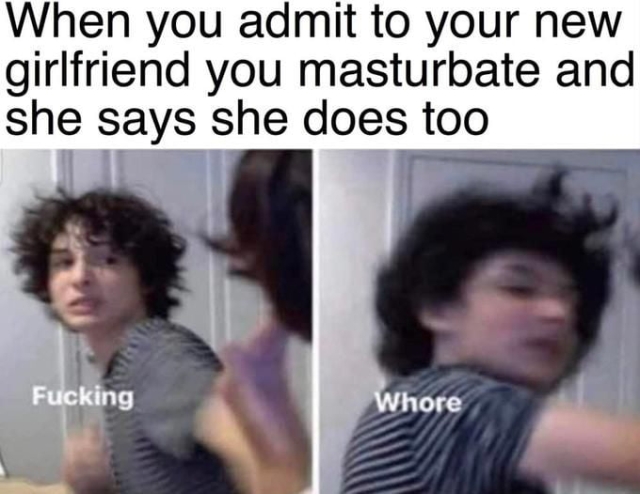 When you admit to your new
girlfriend you masturbate and
she says she does too
Fucking
Whore